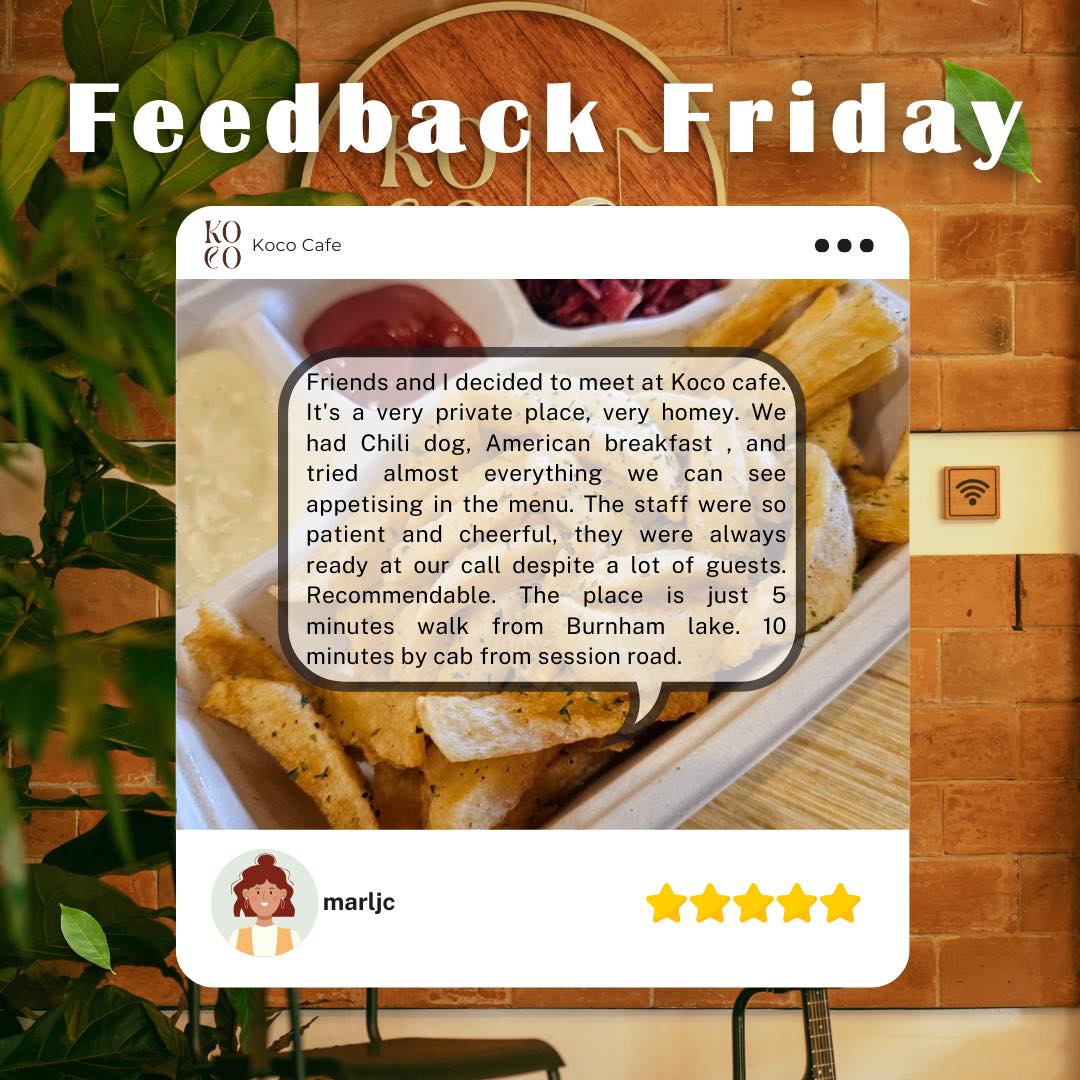 Feedback Friday
KO
CO
KO
CO
Koco Cafe
Friends and I decided to meet at Koco cafe.
It's a very private place, very homey. We
had Chili dog, American breakfast , and
tried almost everything we can see
appetising in the menu. The staff were so
patient and cheerful, they were always
ready at our call despite a lot of guests.
Recommendable. The place is just 5
minutes walk from Burnham lake. 10
minutes by cab from session road.
marljc